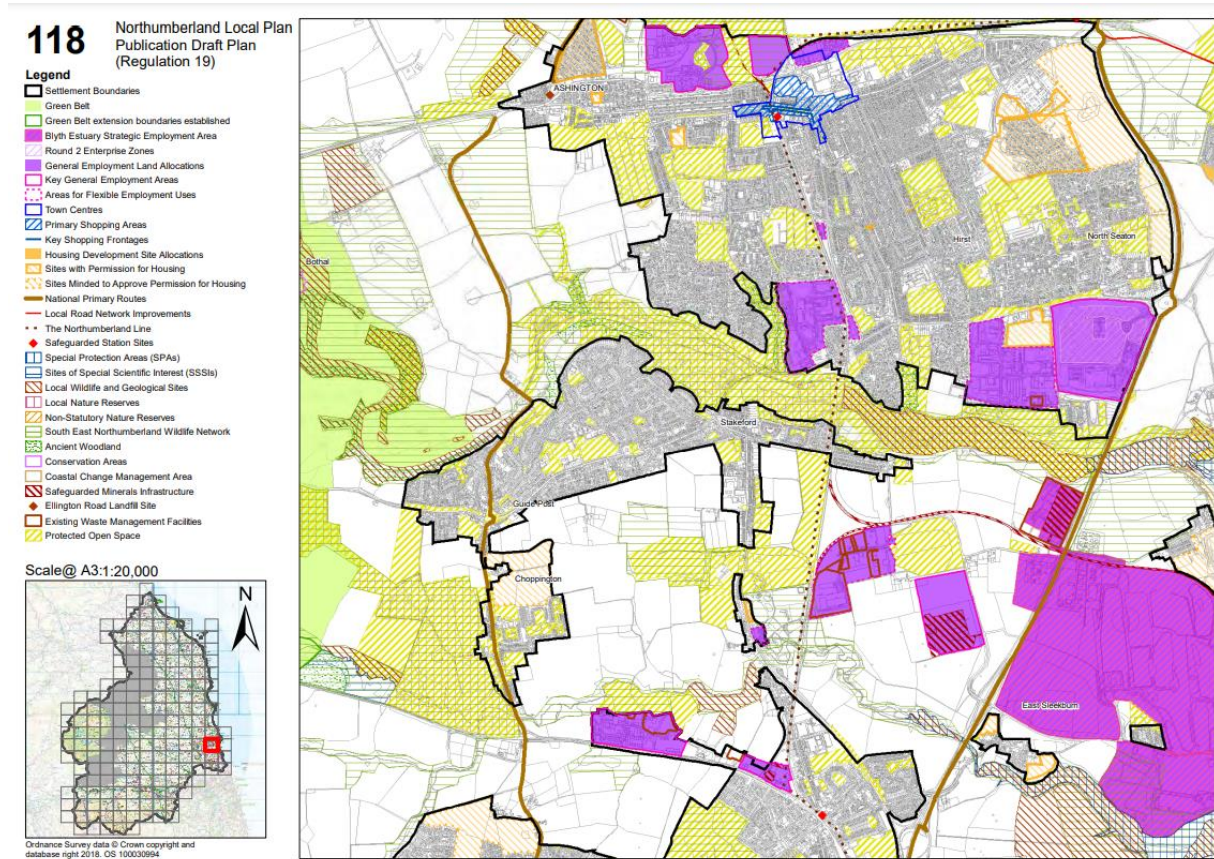 118
Northumberland Local Plan
Publication Draft Plan
(Regulation 19)
Legend
Settlement Boundaries
Green Belt
Green Belt extension boundaries established
Blyth Estuary Strategic Employment Area
Round 2 Enterprise Zones
General Employment Land Allocations
Key General Employment Areas
Areas for Flexible Employment Uses
Town Centres
Primary Shopping Areas
Key Shopping Frontages
Housing Development Site Allocations
Sites with Permission for Housing
Sites Minded to Approve Permission for Housing
National Primary Routes
Local Road Network Improvements
The Northumberland Line
Safeguarded Station Sites
Special Protection Areas (SPAs)
Sites of Special Scientific Interest (SSSIs)
Local Wildlife and Geological Sites
Local Nature Reserves
Non-Statutory Nature Reserves
South East Northumberland Wildlife Network
Ancient Woodland
Conservation Areas
Coastal Change Management Area
Safeguarded Minerals Infrastructure
Ellington Road Landfill Site
Existing Waste Management Facilities
Protected Open Space
Scale@ A3:1:20,000
N
Ordnance Survey data © Crown copyright and
database right 2018. OS 100030994
ASHINGTON
Hirst
North Seaton
Bothal
Stakeford
Guide Post
Choppington
East Sleekburn